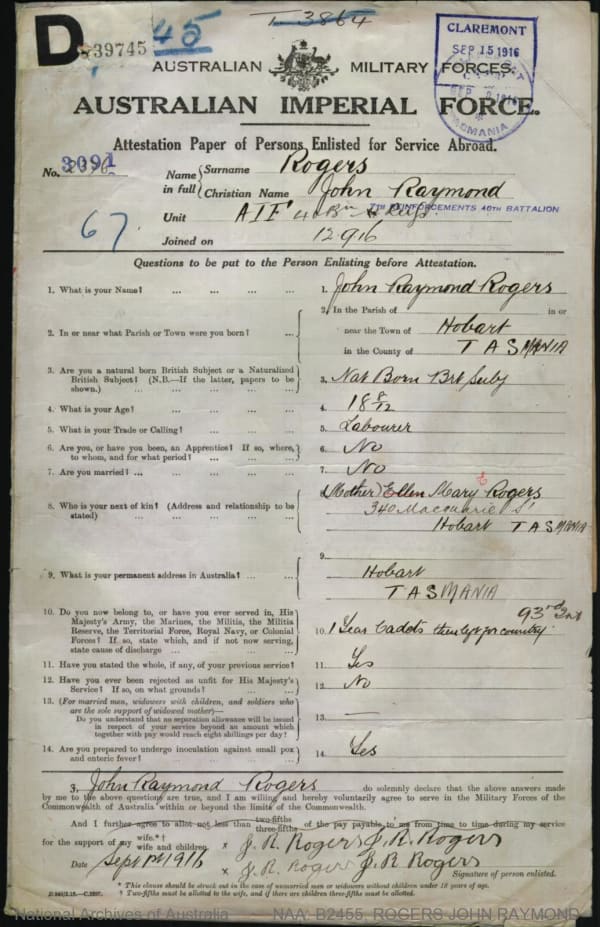 D 39745
45
T 3864
CLAREMONT
SEP 15 1916
TASMANIA
AUSTRALIAN MILITARY FORCES.
AUSTRALIAN IMPERIAL FORCE.
Attestation Paper of Persons Enlisted for Service Abroad.
No. 3091
Name in full { Surname Rogers
Christian Name John Raymond
67
Unit AIF 40 Bn 7TH REINFORCEMENTS 40TH BATTALION
Joined on 12 9 16
Questions to be put to the Person Enlisting before Attestation.
1. What is your Name? ... ... ... ... 1. John Raymond Rogers
2. In or near what Parish or Town were you born? ... 2. In the Parish of in or
near the Town of Hobart
in the County of TASMANIA
3. Are you a natural born British Subject or a Naturalized
British Subject? (N.B.—If the latter, papers to be
shown.) 3. Nat Born Brt Subj
4. What is your Age? ... ... ... ... 4. 18 8/12
5. What is your Trade or Calling? ... ... ... 5. Labourer
6. Are you, or have you been, an Apprentice? If so, where,
to whom, and for what period? ... ... ... 6. No
7. Are you married? ... ... ... ... ... 7. No
8. Who is your next of kin? (Address and relationship to be
stated) ... ... ... 8. (Mother) Ellen Mary Rogers
340 Macquarie St
Hobart TASMANIA
9. What is your permanent address in Australia? ... ... 9. Hobart
TASMANIA
10. Do you now belong to, or have you ever served in, His
Majesty's Army, the Marines, the Militia, the Militia
Reserve, the Territorial Force, Royal Navy, or Colonial
Forces? If so, state which, and if not now serving,
state cause of discharge ... ... ... 10. 1 Year Cadets then left for country 93rd Inf
11. Have you stated the whole, if any, of your previous service? 11. Yes
12. Have you ever been rejected as unfit for His Majesty's
Service? If so, on what grounds? ... ... 12. No
13. (For married men, widowers with children, and soldiers who
are the sole support of widowed mother)—
Do you understand that no separation allowance will be issued
in respect of your service beyond an amount which
together with pay would reach eight shillings per day? 13. —
14. Are you prepared to undergo inoculation against small pox
and enteric fever? ... ... ... ... 14. Yes
I, John Raymond Rogers do solemnly declare that the above answers made
by me to the above questions are true, and I am willing and hereby voluntarily agree to serve in the Military Forces of the
Commonwealth of Australia within or beyond the limits of the Commonwealth.
And I further agree to allot not less than two-fifths three-fifths of the pay payable to me from time to time during my service
for the support of my wife.*† wife and children x J. R. Rogers J. R. Rogers
Date Sept 1916 x J. R. Rogers J. R Rogers
Signature of person enlisted.
* This clause should be struck out in the case of unmarried men or widowers without children under 18 years of age.
† Two-fifths must be allotted to the wife, and if there are children three-fifths must be allotted.
National Archives of Australia NAA: B2455, ROGERS JOHN RAYMOND